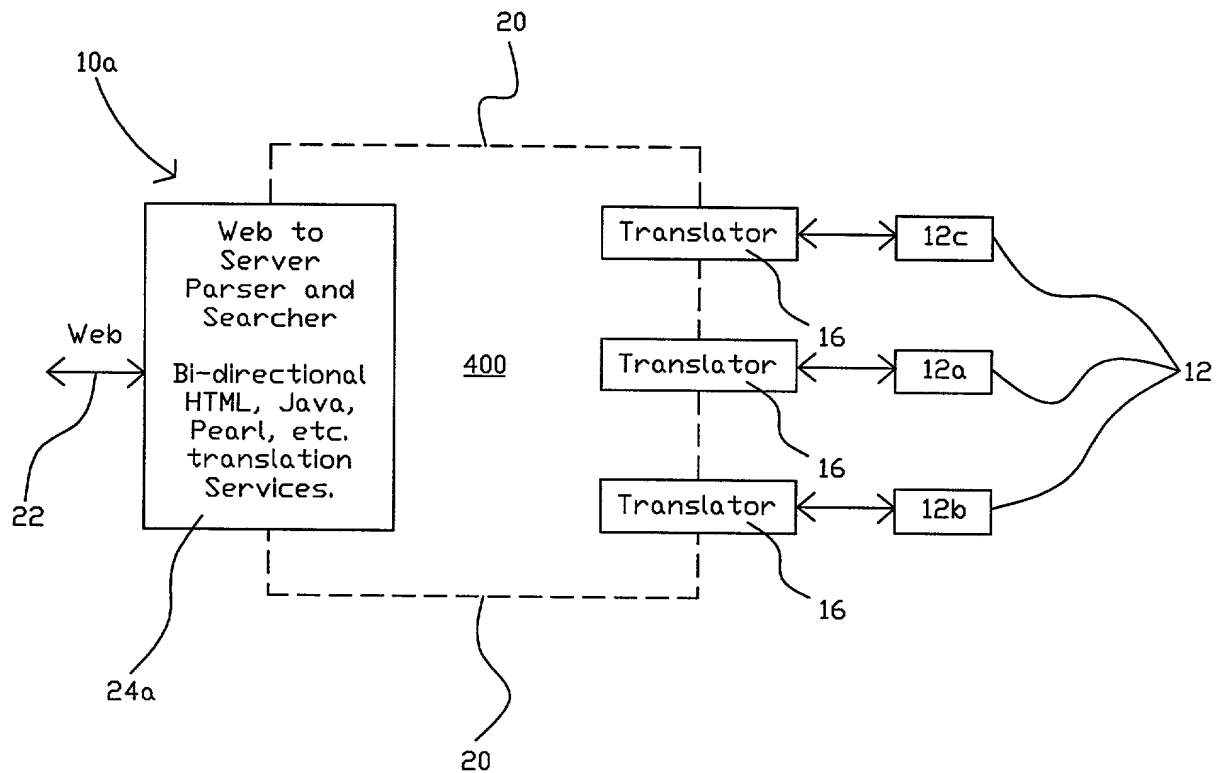 20
10a
Web to
Server
Parser and
Searcher
Bi-directional
HTML, Java,
Pearl, etc.
translation
Services.
Web
22
24a
400
Translator
12c
16
Translator
12a
12
16
Translator
12b
16
20